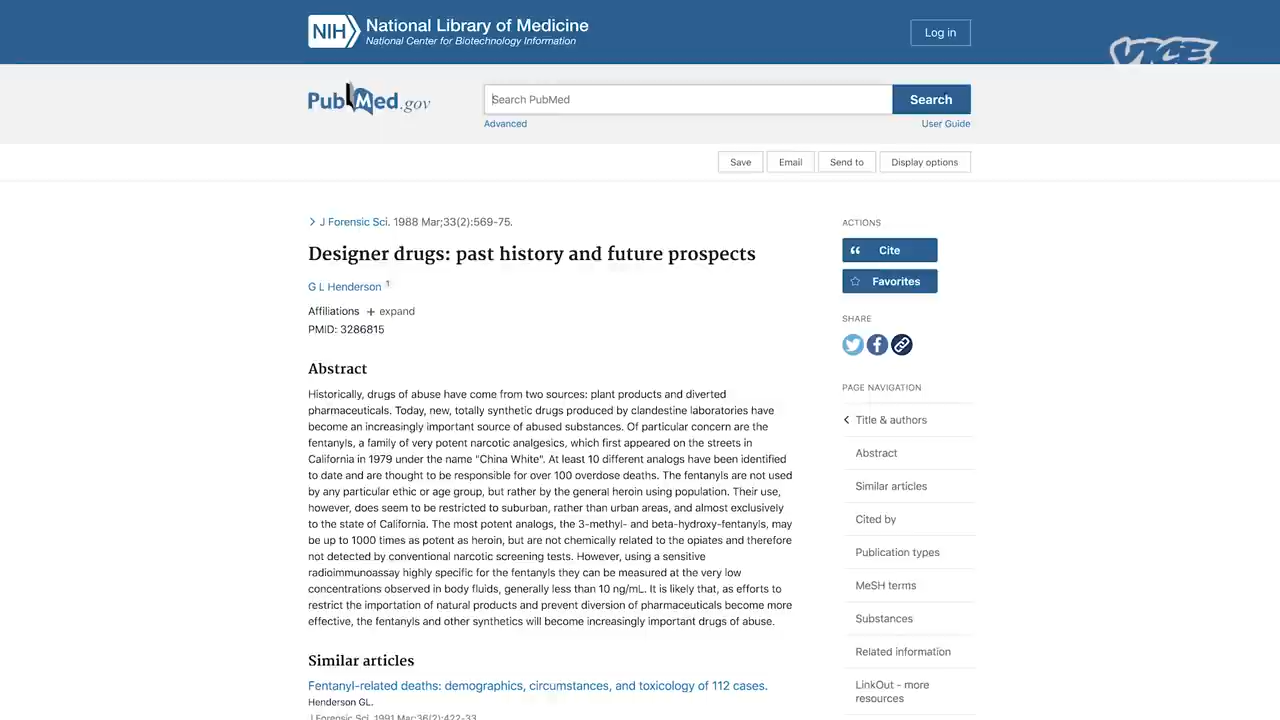 NIH National Library of Medicine
National Center for Biotechnology Information
Log in
VICE
PubMed.gov
Search PubMed
Search
Advanced
User Guide
Save
Email
Send to
Display options
J Forensic Sci. 1988 Mar;33(2):569-75.
Designer drugs: past history and future prospects
G L Henderson 1
Affiliations + expand
PMID: 3286815
Abstract
Historically, drugs of abuse have come from two sources: plant products and diverted
pharmaceuticals. Today, new, totally synthetic drugs produced by clandestine laboratories have
become an increasingly important source of abused substances. Of particular concern are the
fentanyls, a family of very potent narcotic analgesics, which first appeared on the streets in
California in 1979 under the name "China White". At least 10 different analogs have been identified
to date and are thought to be responsible for over 100 overdose deaths. The fentanyls are not used
by any particular ethic or age group, but rather by the general heroin using population. Their use,
however, does seem to be restricted to suburban, rather than urban areas, and almost exclusively
to the state of California. The most potent analogs, the 3-methyl- and beta-hydroxy-fentanyls, may
be up to 1000 times as potent as heroin, but are not chemically related to the opiates and therefore
not detected by conventional narcotic screening tests. However, using a sensitive
radioimmunoassay highly specific for the fentanyls they can be measured at the very low
concentrations observed in body fluids, generally less than 10 ng/mL. It is likely that, as efforts to
restrict the importation of natural products and prevent diversion of pharmaceuticals become more
effective, the fentanyls and other synthetics will become increasingly important drugs of abuse.
Similar articles
Fentanyl-related deaths: demographics, circumstances, and toxicology of 112 cases.
Henderson GL.
J Forensic Sci. 1991 Mar;36(2):422-33
ACTIONS
Cite
Favorites
SHARE
PAGE NAVIGATION
Title & authors
Abstract
Similar articles
Cited by
Publication types
MeSH terms
Substances
Related information
LinkOut - more
resources